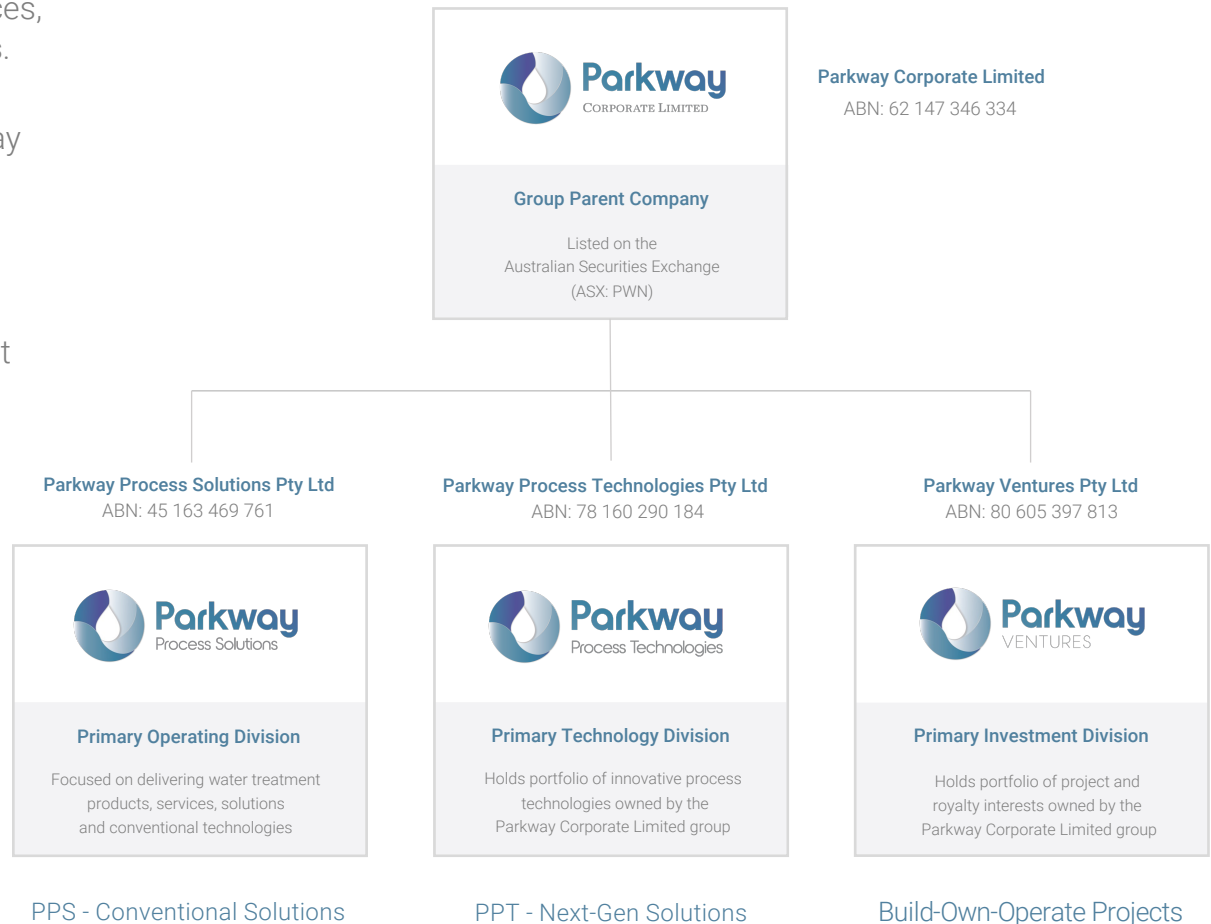 ces,
s.
ay
t
Parkway
CORPORATE LIMITED
Parkway Corporate Limited
ABN: 62 147 346 334
Group Parent Company
Listed on the
Australian Securities Exchange
(ASX: PWN)
Parkway Process Solutions Pty Ltd
ABN: 45 163 469 761
Parkway
Process Solutions
Primary Operating Division
Focused on delivering water treatment
products, services, solutions
and conventional technologies
PPS - Conventional Solutions
Parkway Process Technologies Pty Ltd
ABN: 78 160 290 184
Parkway
Process Technologies
Primary Technology Division
Holds portfolio of innovative process
technologies owned by the
Parkway Corporate Limited group
PPT - Next-Gen Solutions
Parkway Ventures Pty Ltd
ABN: 80 605 397 813
Parkway
VENTURES
Primary Investment Division
Holds portfolio of project and
royalty interests owned by the
Parkway Corporate Limited group
Build-Own-Operate Projects